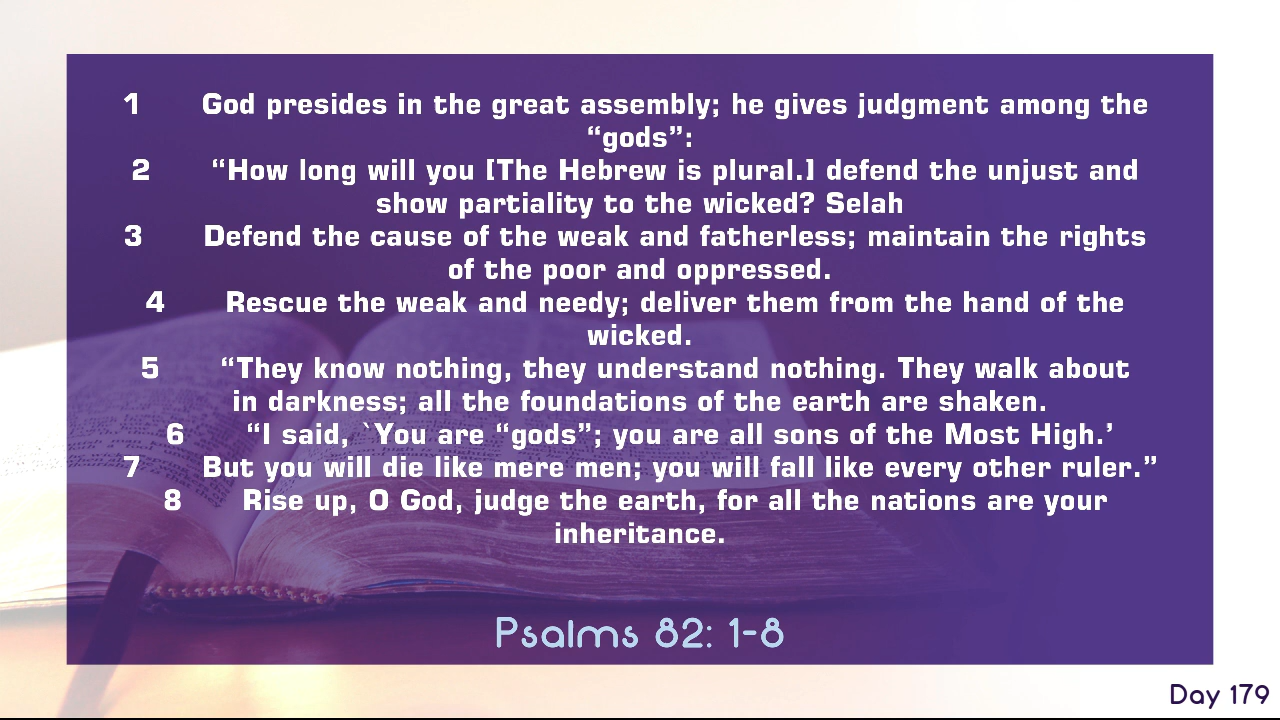 1 God presides in the great assembly; he gives judgment among the
“gods”:
2 “How long will you [The Hebrew is plural.] defend the unjust and
show partiality to the wicked? Selah
3 Defend the cause of the weak and fatherless; maintain the rights
of the poor and oppressed.
4 Rescue the weak and needy; deliver them from the hand of the
wicked.
5 “They know nothing, they understand nothing. They walk about
in darkness; all the foundations of the earth are shaken.
6 “I said, `You are “gods”; you are all sons of the Most High.’
7 But you will die like mere men; you will fall like every other ruler.”
8 Rise up, O God, judge the earth, for all the nations are your
inheritance.
Psalms 82: 1-8
Day 179